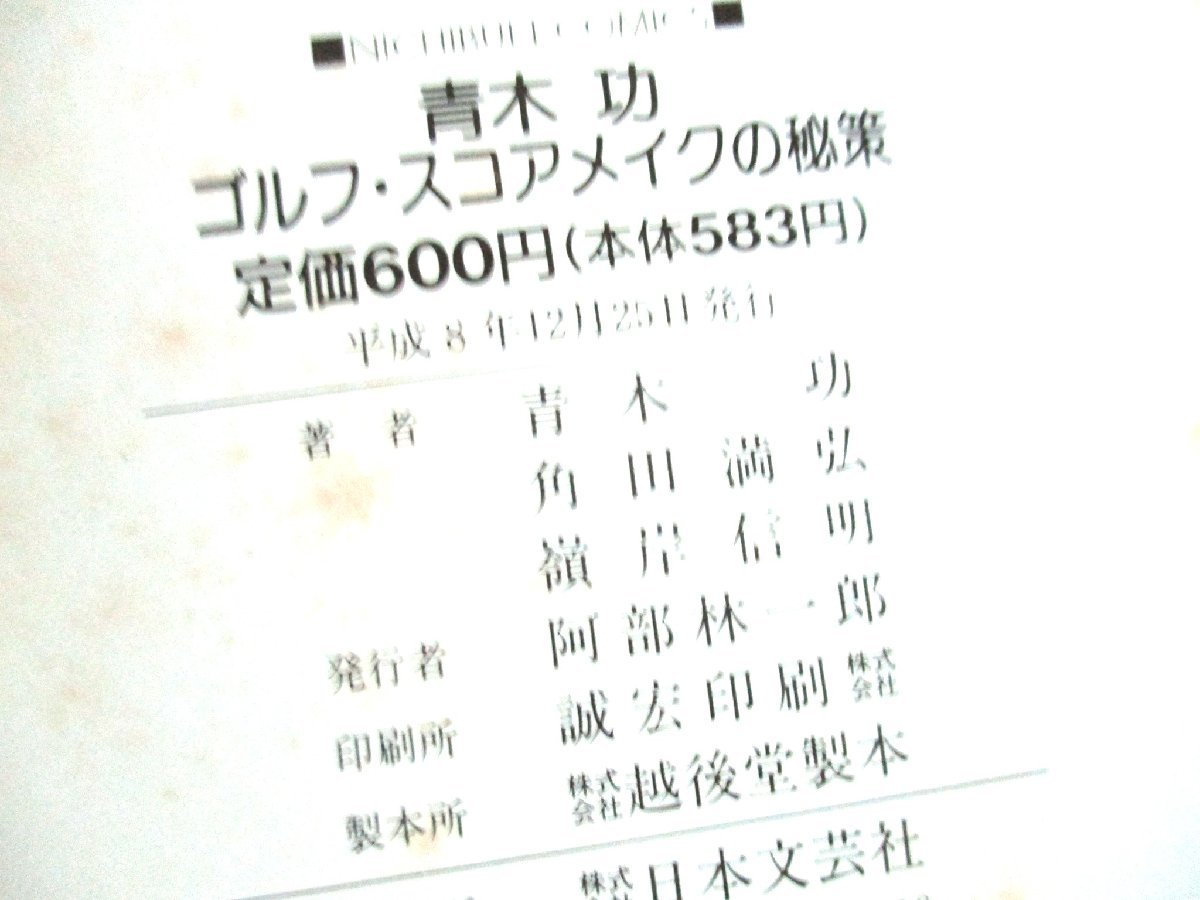 ■NICHIBUN COMICS■
青木 功
ゴルフ・スコアメイクの秘策
定価600円(本体583円)
平成8年12月25日発行
著者 青木 功
角田満弘
嶺岸信明
発行者 阿部林一郎
印刷所 誠宏印刷株式会社
製本所 株式会社越後堂製本
株式会社日本文芸社